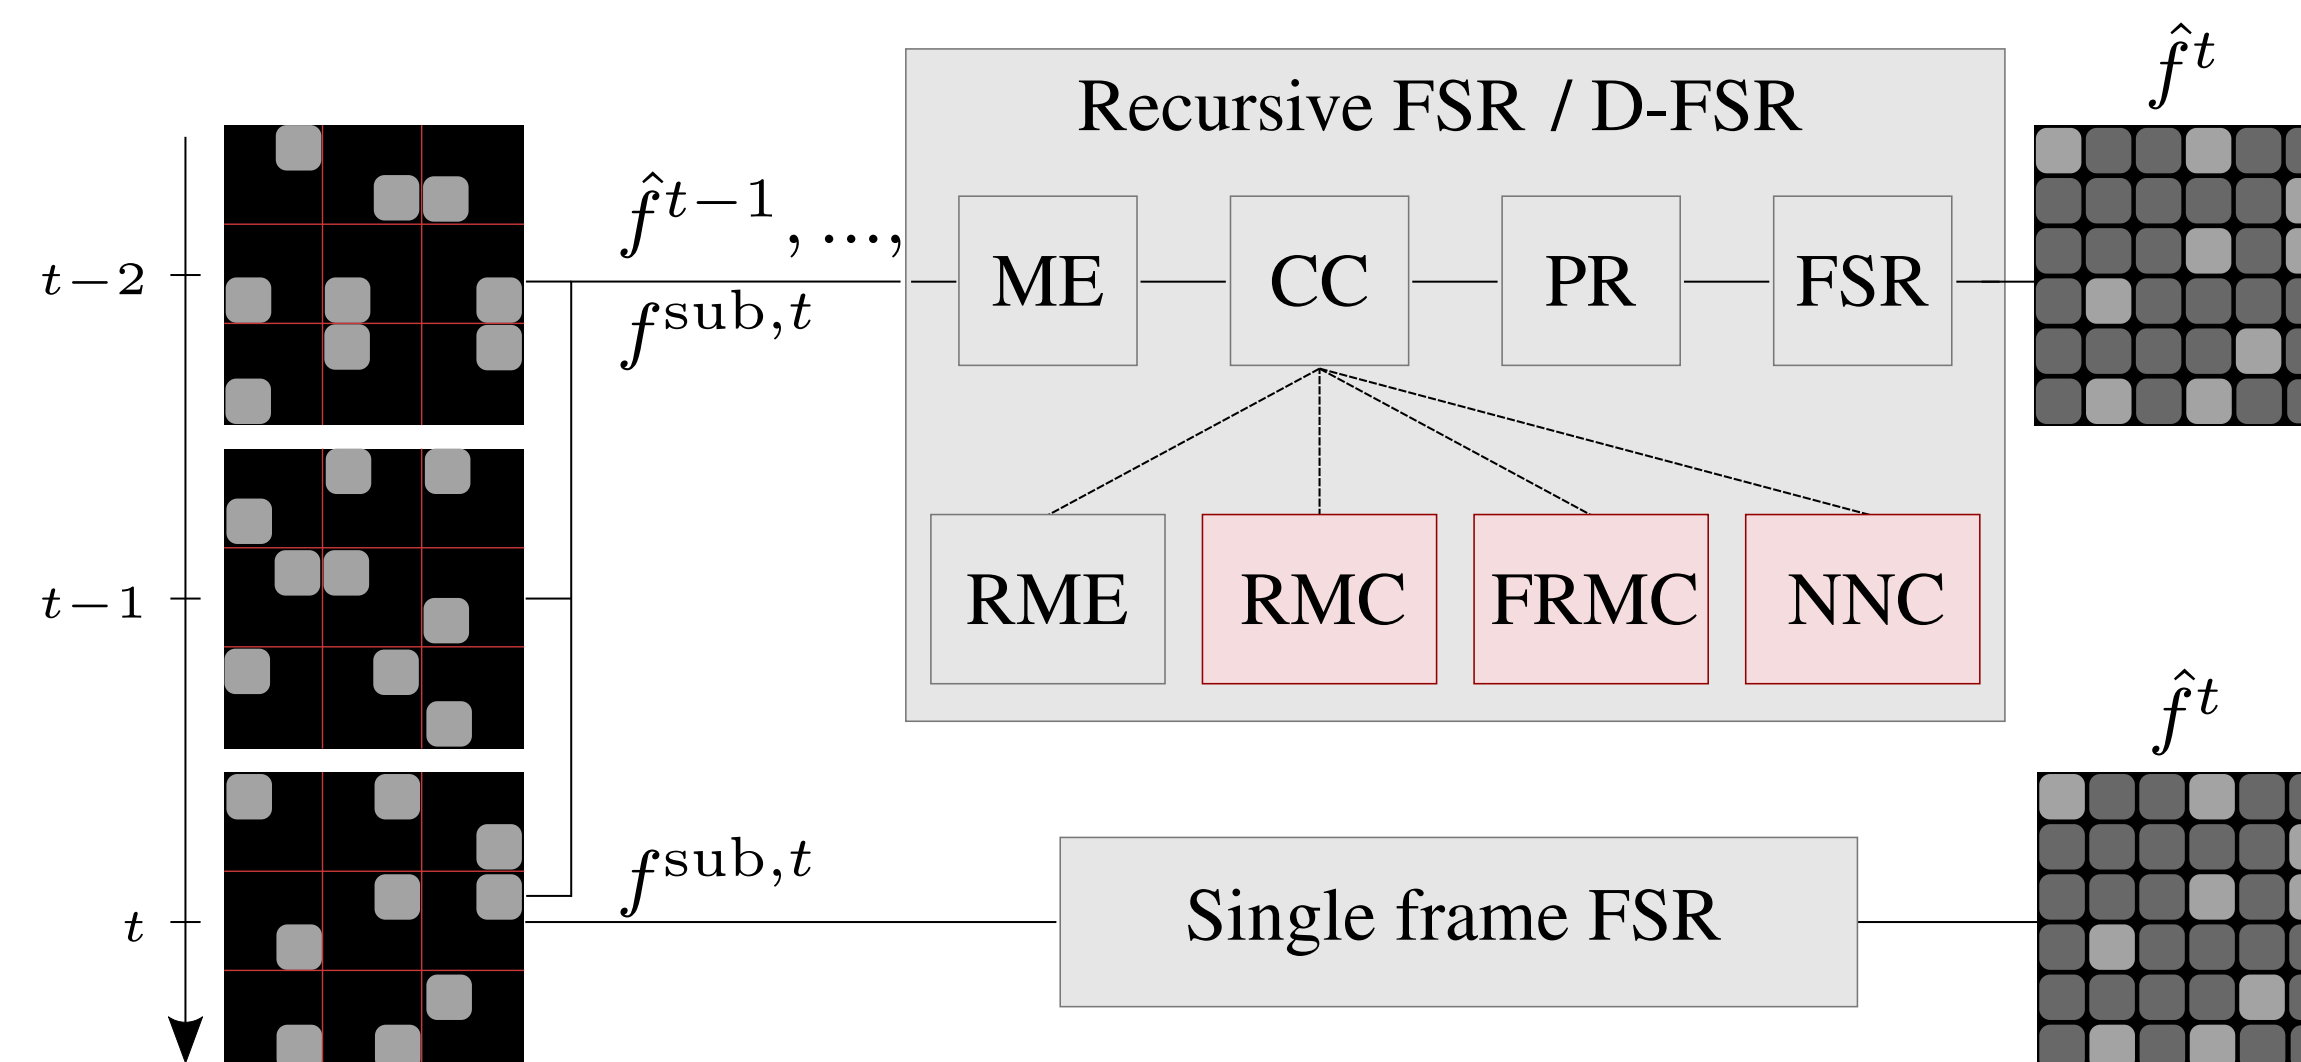 f̂^t
Recursive FSR / D-FSR
f̂^{t−1}, ...,
f^{sub,t}
t−2
ME
CC
PR
FSR
t−1
RME
RMC
FRMC
NNC
f̂^t
f^{sub,t}
t
Single frame FSR